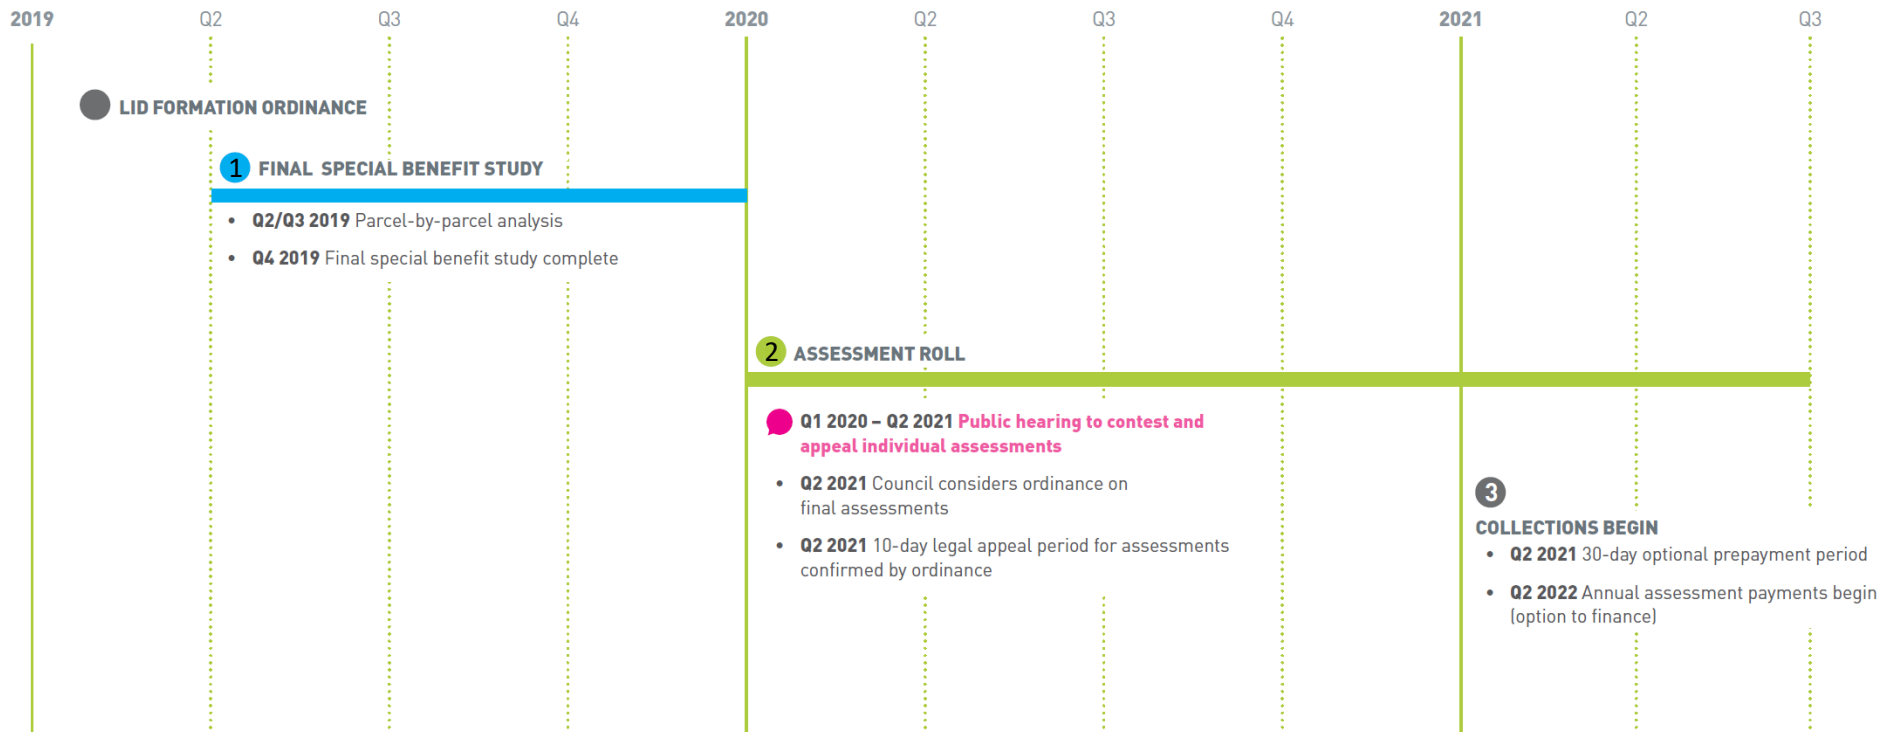 2019 Q2 Q3 Q4 2020 Q2 Q3 Q4 2021 Q2 Q3
LID FORMATION ORDINANCE
1 FINAL SPECIAL BENEFIT STUDY
• Q2/Q3 2019 Parcel-by-parcel analysis
• Q4 2019 Final special benefit study complete
2 ASSESSMENT ROLL
Q1 2020 – Q2 2021 Public hearing to contest and
appeal individual assessments
• Q2 2021 Council considers ordinance on
final assessments
• Q2 2021 10-day legal appeal period for assessments
confirmed by ordinance
3
COLLECTIONS BEGIN
• Q2 2021 30-day optional prepayment period
• Q2 2022 Annual assessment payments begin
(option to finance)